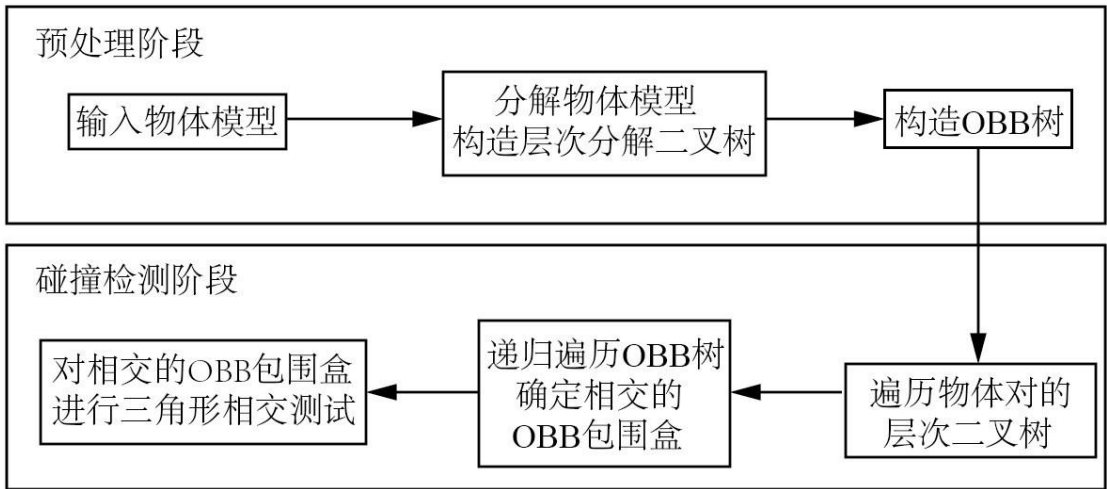 预处理阶段
输入物体模型
分解物体模型
构造层次分解二叉树
构造OBB树
碰撞检测阶段
遍历物体对的
层次二叉树
递归遍历OBB树
确定相交的
OBB包围盒
对相交的OBB包围盒
进行三角形相交测试